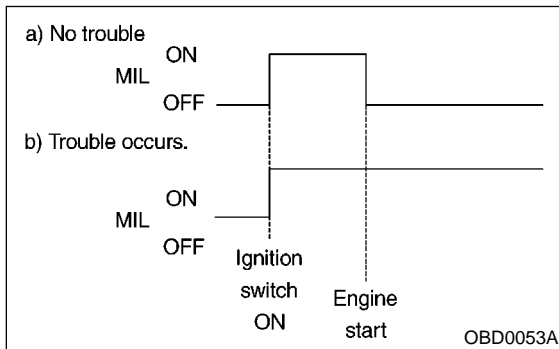 a) No trouble
ON
MIL
OFF
b) Trouble occurs.
ON
MIL
OFF
Ignition
switch
ON
Engine
start
OBD0053A